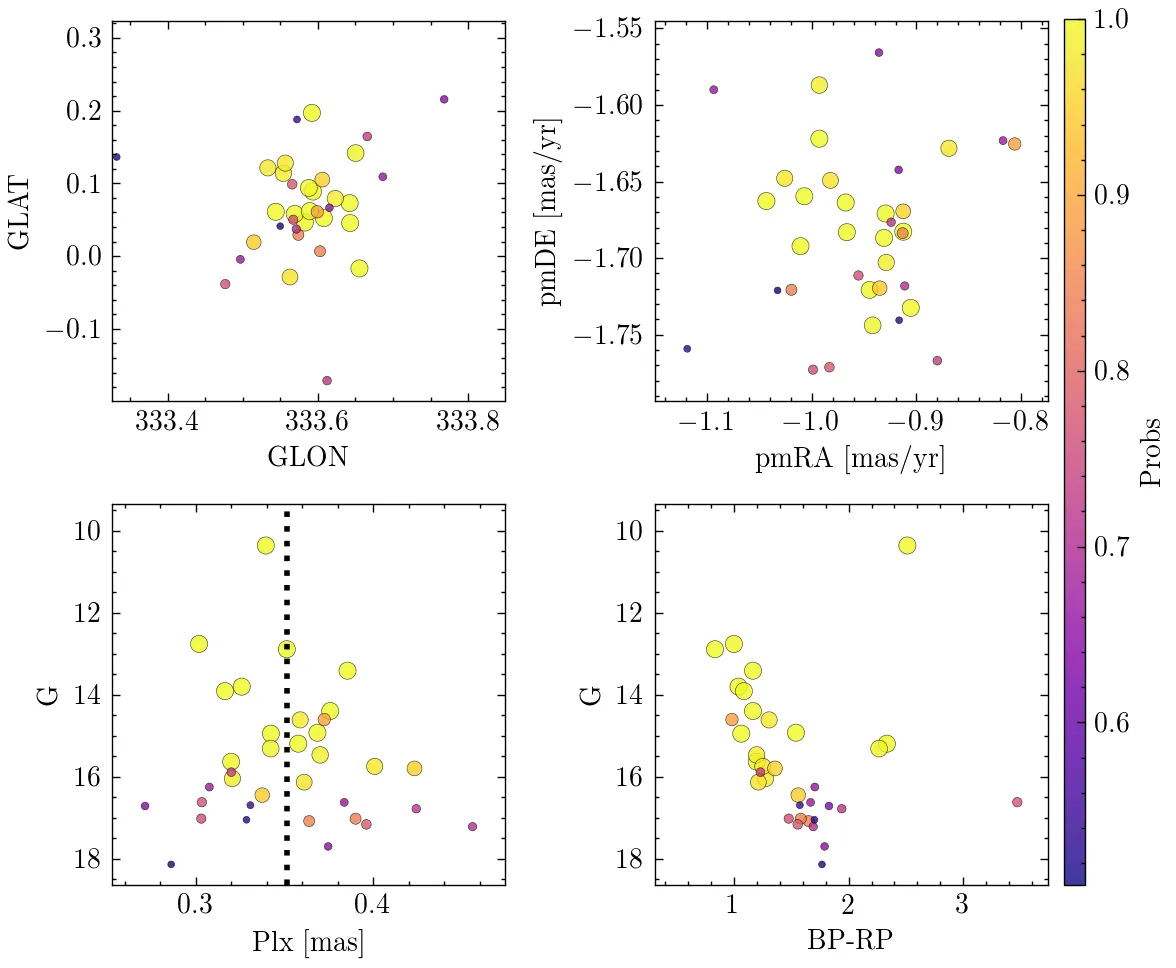 0.3
0.2
0.1
0.0
−0.1
GLAT
333.4 333.6 333.8
GLON
−1.55
−1.60
−1.65
−1.70
−1.75
pmDE [mas/yr]
−1.1 −1.0 −0.9 −0.8
pmRA [mas/yr]
1.0
0.9
0.8
0.7
0.6
Probs
10
12
14
16
18
G
0.3 0.4
Plx [mas]
10
12
14
16
18
G
1 2 3
BP-RP